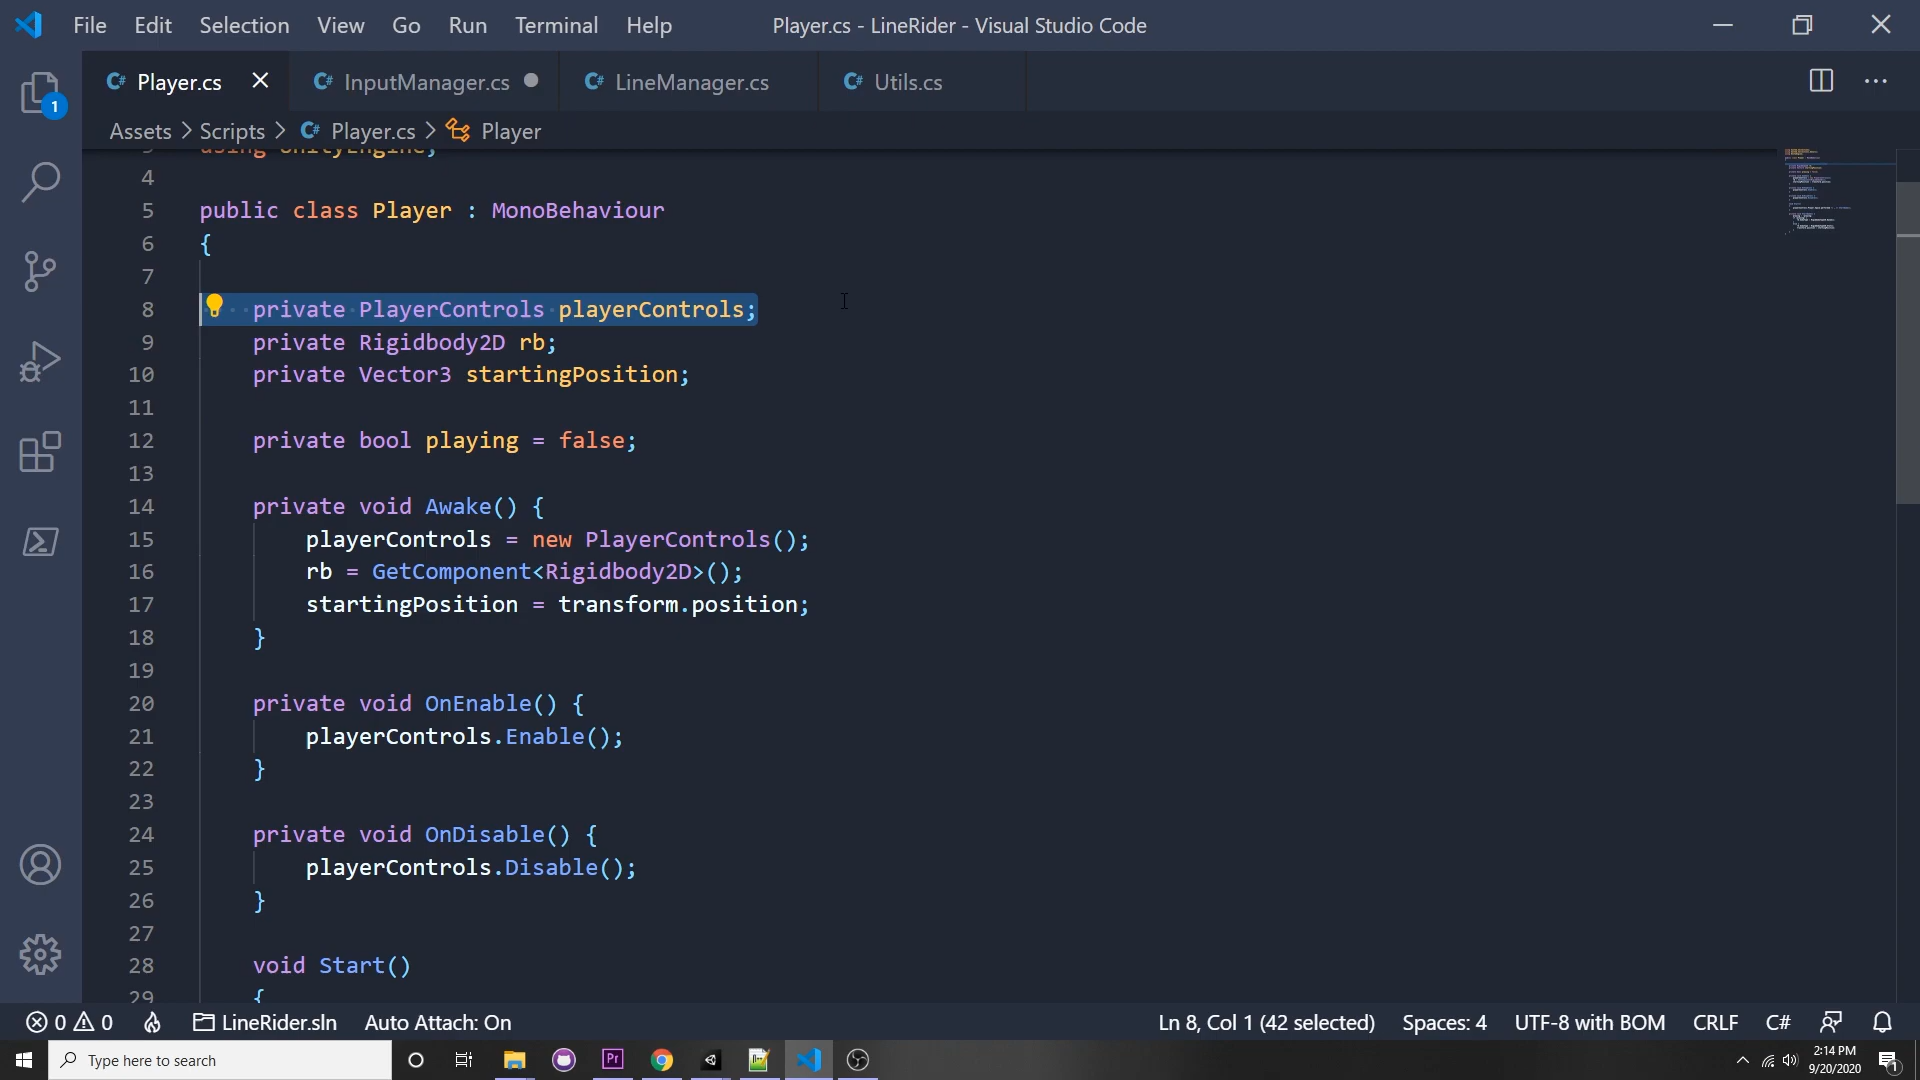 File Edit Selection View Go Run Terminal Help Player.cs - LineRider - Visual Studio Code
Player.cs InputManager.cs LineManager.cs Utils.cs
1
Assets > Scripts > Player.cs > Player
3 using UnityEngine;
4
5 public class Player : MonoBehaviour
6 {
7
8 private PlayerControls playerControls;
9 private Rigidbody2D rb;
10 private Vector3 startingPosition;
11
12 private bool playing = false;
13
14 private void Awake() {
15 playerControls = new PlayerControls();
16 rb = GetComponent<Rigidbody2D>();
17 startingPosition = transform.position;
18 }
19
20 private void OnEnable() {
21 playerControls.Enable();
22 }
23
24 private void OnDisable() {
25 playerControls.Disable();
26 }
27
28 void Start()
29 {
0 0 LineRider.sln Auto Attach: On Ln 8, Col 1 (42 selected) Spaces: 4 UTF-8 with BOM CRLF C#
Type here to search
Pr
2:14 PM
9/20/2020
1